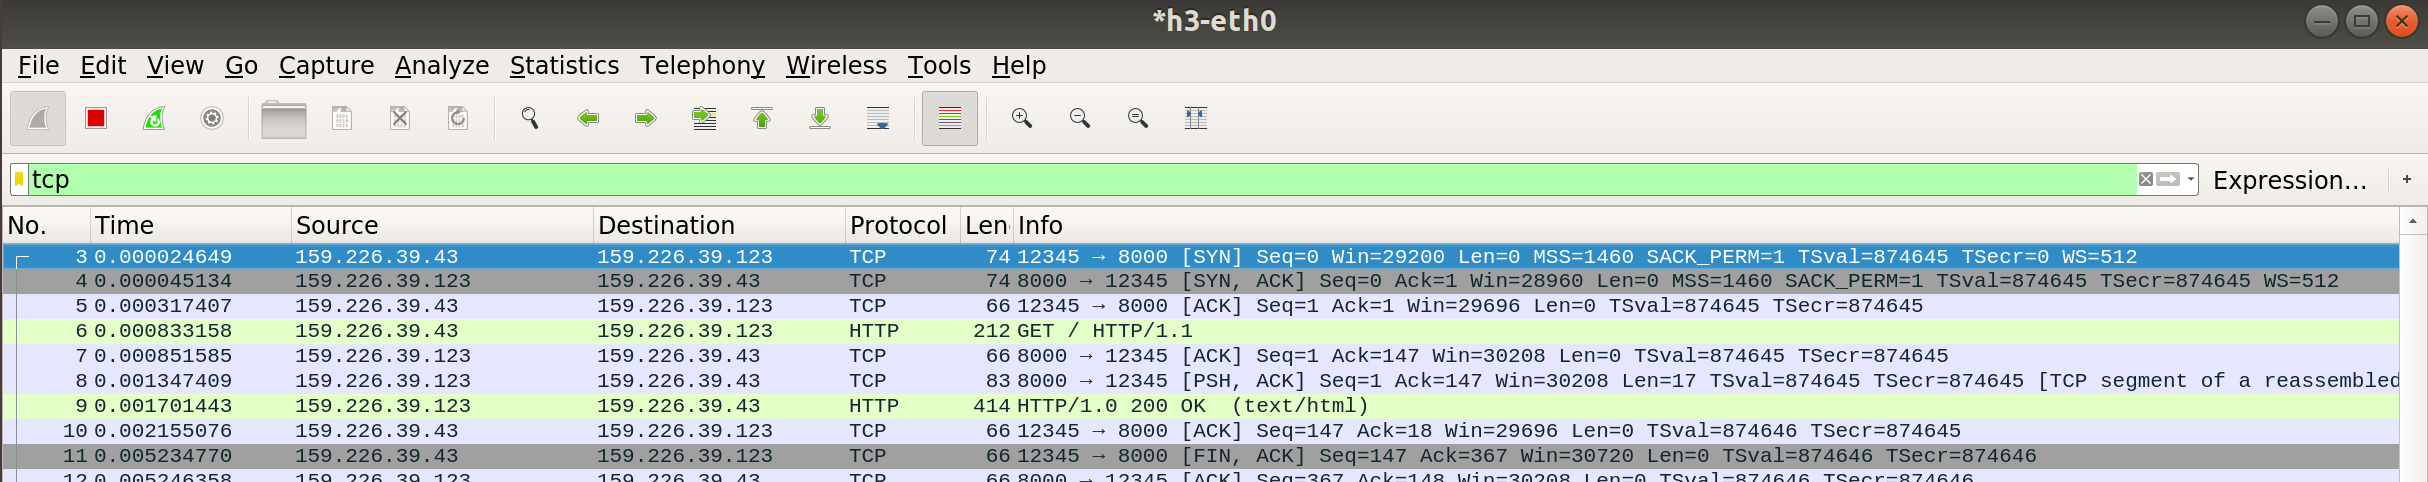 *h3-eth0
File Edit View Go Capture Analyze Statistics Telephony Wireless Tools Help
tcp Expression... +
No. Time Source Destination Protocol Len Info
3 0.000024649 159.226.39.43 159.226.39.123 TCP 74 12345 → 8000 [SYN] Seq=0 Win=29200 Len=0 MSS=1460 SACK_PERM=1 TSval=874645 TSecr=0 WS=512
4 0.000045134 159.226.39.123 159.226.39.43 TCP 74 8000 → 12345 [SYN, ACK] Seq=0 Ack=1 Win=28960 Len=0 MSS=1460 SACK_PERM=1 TSval=874645 TSecr=874645 WS=512
5 0.000317407 159.226.39.43 159.226.39.123 TCP 66 12345 → 8000 [ACK] Seq=1 Ack=1 Win=29696 Len=0 TSval=874645 TSecr=874645
6 0.000833158 159.226.39.43 159.226.39.123 HTTP 212 GET / HTTP/1.1
7 0.000851585 159.226.39.123 159.226.39.43 TCP 66 8000 → 12345 [ACK] Seq=1 Ack=147 Win=30208 Len=0 TSval=874645 TSecr=874645
8 0.001347409 159.226.39.123 159.226.39.43 TCP 83 8000 → 12345 [PSH, ACK] Seq=1 Ack=147 Win=30208 Len=17 TSval=874645 TSecr=874645 [TCP segment of a reassembled
9 0.001701443 159.226.39.123 159.226.39.43 HTTP 414 HTTP/1.0 200 OK (text/html)
10 0.002155076 159.226.39.43 159.226.39.123 TCP 66 12345 → 8000 [ACK] Seq=147 Ack=18 Win=29696 Len=0 TSval=874646 TSecr=874645
11 0.005234770 159.226.39.43 159.226.39.123 TCP 66 12345 → 8000 [FIN, ACK] Seq=147 Ack=367 Win=30720 Len=0 TSval=874646 TSecr=874646
12 0.005246358 159.226.39.123 159.226.39.43 TCP 66 8000 → 12345 [ACK] Seq=367 Ack=148 Win=30208 Len=0 TSval=874646 TSecr=874646